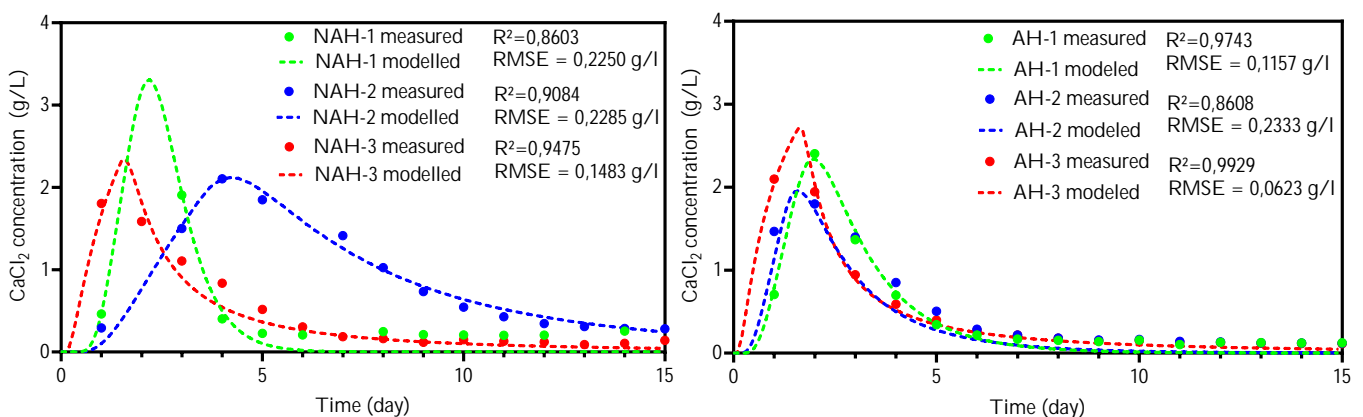 4
3
2
1
0
0
5
10
15
CaCl₂ concentration (g/L)
Time (day)
NAH-1 measured
NAH-1 modelled
R²=0,8603
RMSE = 0,2250 g/l
NAH-2 measured
NAH-2 modelled
R²=0,9084
RMSE = 0,2285 g/l
NAH-3 measured
NAH-3 modelled
R²=0,9475
RMSE = 0,1483 g/l
4
3
2
1
0
0
5
10
15
CaCl₂ concentration (g/L)
Time (day)
AH-1 measured
AH-1 modeled
R²=0,9743
RMSE = 0,1157 g/l
AH-2 measured
AH-2 modeled
R²=0,8608
RMSE = 0,2333 g/l
AH-3 measured
AH-3 modeled
R²=0,9929
RMSE = 0,0623 g/l